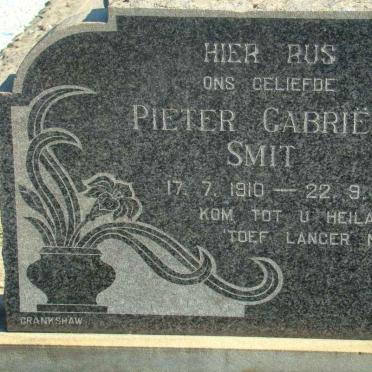 HIER RUS
ONS GELIEFDE
PIETER GABRIË
SMIT
17. 7. 1910 — 22. 9.
KOM TOT U HEILA
'TOEF LANGER N
CRANKSHAW